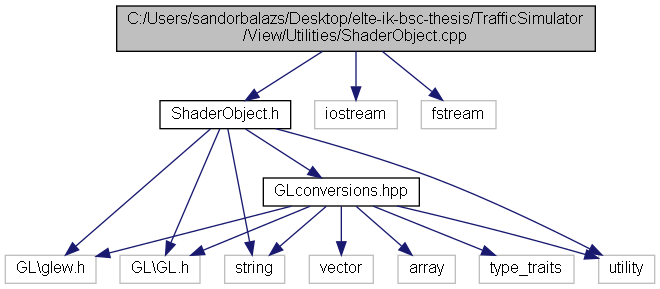 C:/Users/sandorbalazs/Desktop/elte-ik-bsc-thesis/TrafficSimulator
/View/Utilities/ShaderObject.cpp
ShaderObject.h
iostream
fstream
GLconversions.hpp
GL\glew.h
GL\GL.h
string
vector
array
type_traits
utility